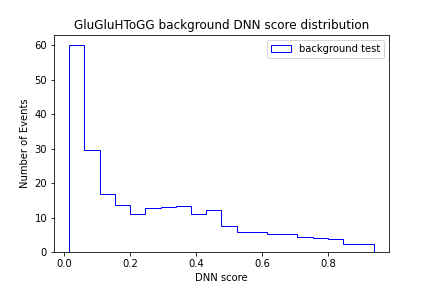 GluGluHToGG background DNN score distribution
background test
Number of Events
60
50
40
30
20
10
0
0.0 0.2 0.4 0.6 0.8
DNN score